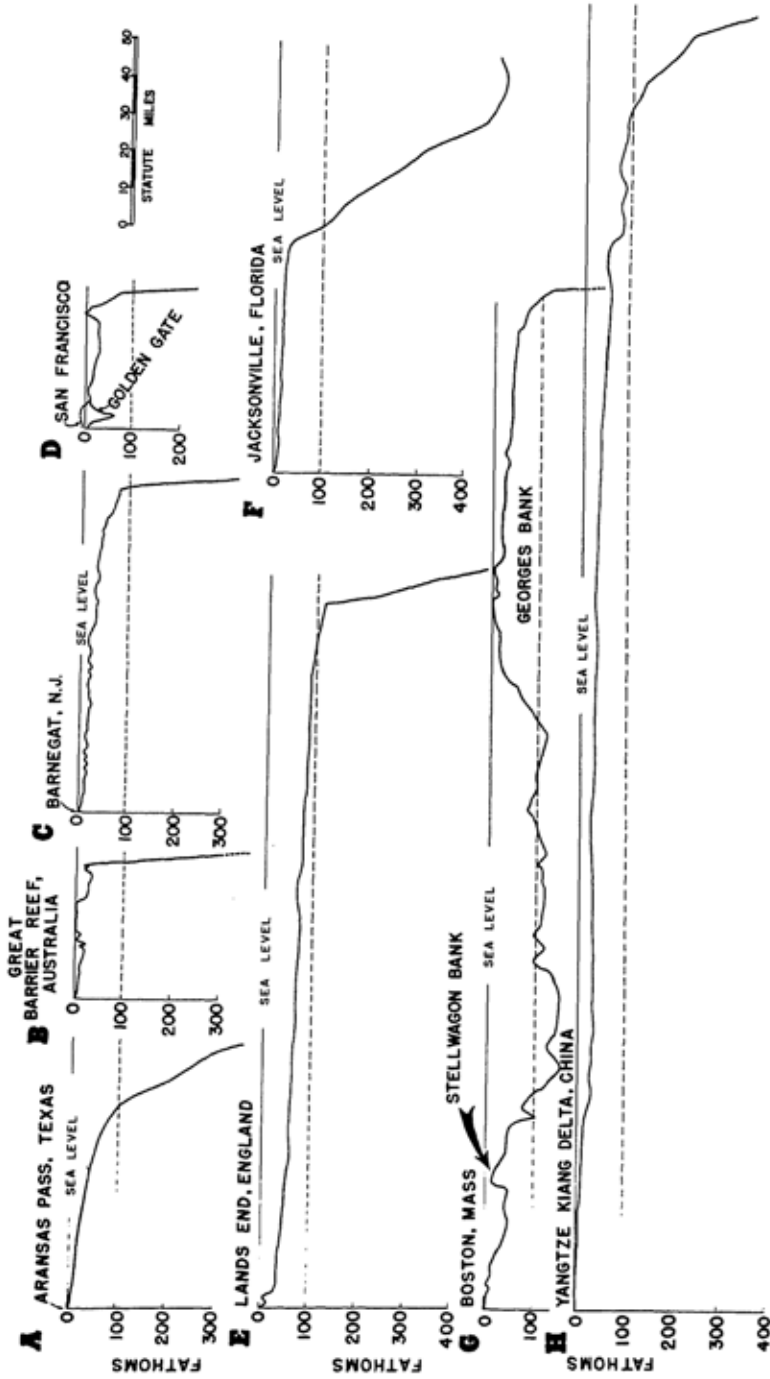 A
ARANSAS PASS, TEXAS
SEA LEVEL
0
100
200
300
FATHOMS
B
GREAT
BARRIER REEF,
AUSTRALIA
0
100
200
300
C
BARNEGAT, N.J.
SEA LEVEL
0
100
200
300
D
SAN FRANCISCO
GOLDEN GATE
0
100
200
0 10 20 30 40 50
STATUTE MILES
E
LANDS END, ENGLAND
SEA LEVEL
0
100
200
300
400
FATHOMS
F
JACKSONVILLE, FLORIDA
SEA LEVEL
0
100
200
300
400
G
BOSTON, MASS
STELLWAGON BANK
SEA LEVEL
GEORGES BANK
0
100
H
YANGTZE KIANG DELTA, CHINA
SEA LEVEL
0
100
200
300
400
FATHOMS